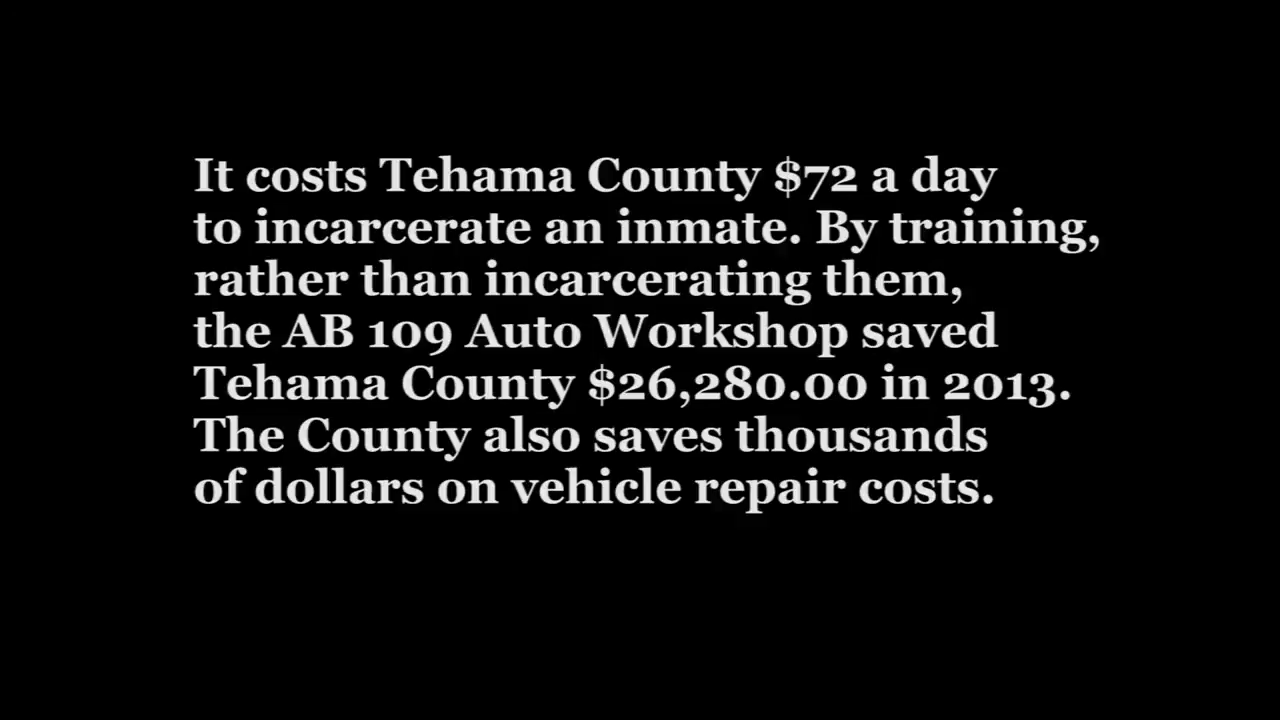 It costs Tehama County $72 a day
to incarcerate an inmate. By training,
rather than incarcerating them,
the AB 109 Auto Workshop saved
Tehama County $26,280.00 in 2013.
The County also saves thousands
of dollars on vehicle repair costs.